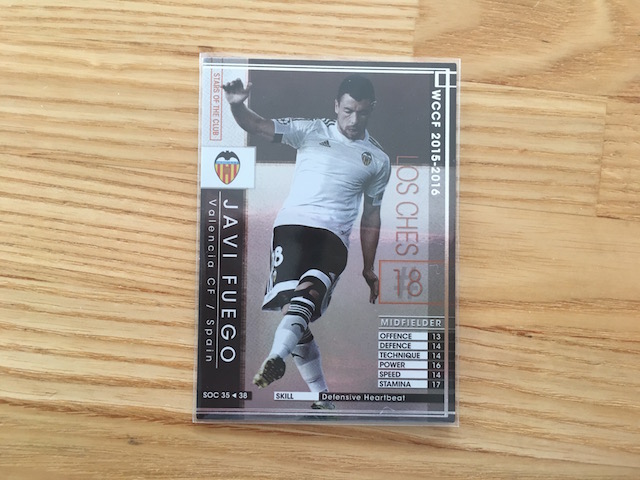 WCCF 2015-2016
STARS OF THE CLUB
LOS CHES
18
JAVI FUEGO
Valencia CF / Spain
8
MIDFIELDER
OFFENCE 13
DEFENCE 14
TECHNIQUE 14
POWER 16
SPEED 14
STAMINA 17
SOC 35 ◀ 38
SKILL Defensive Heartbeat